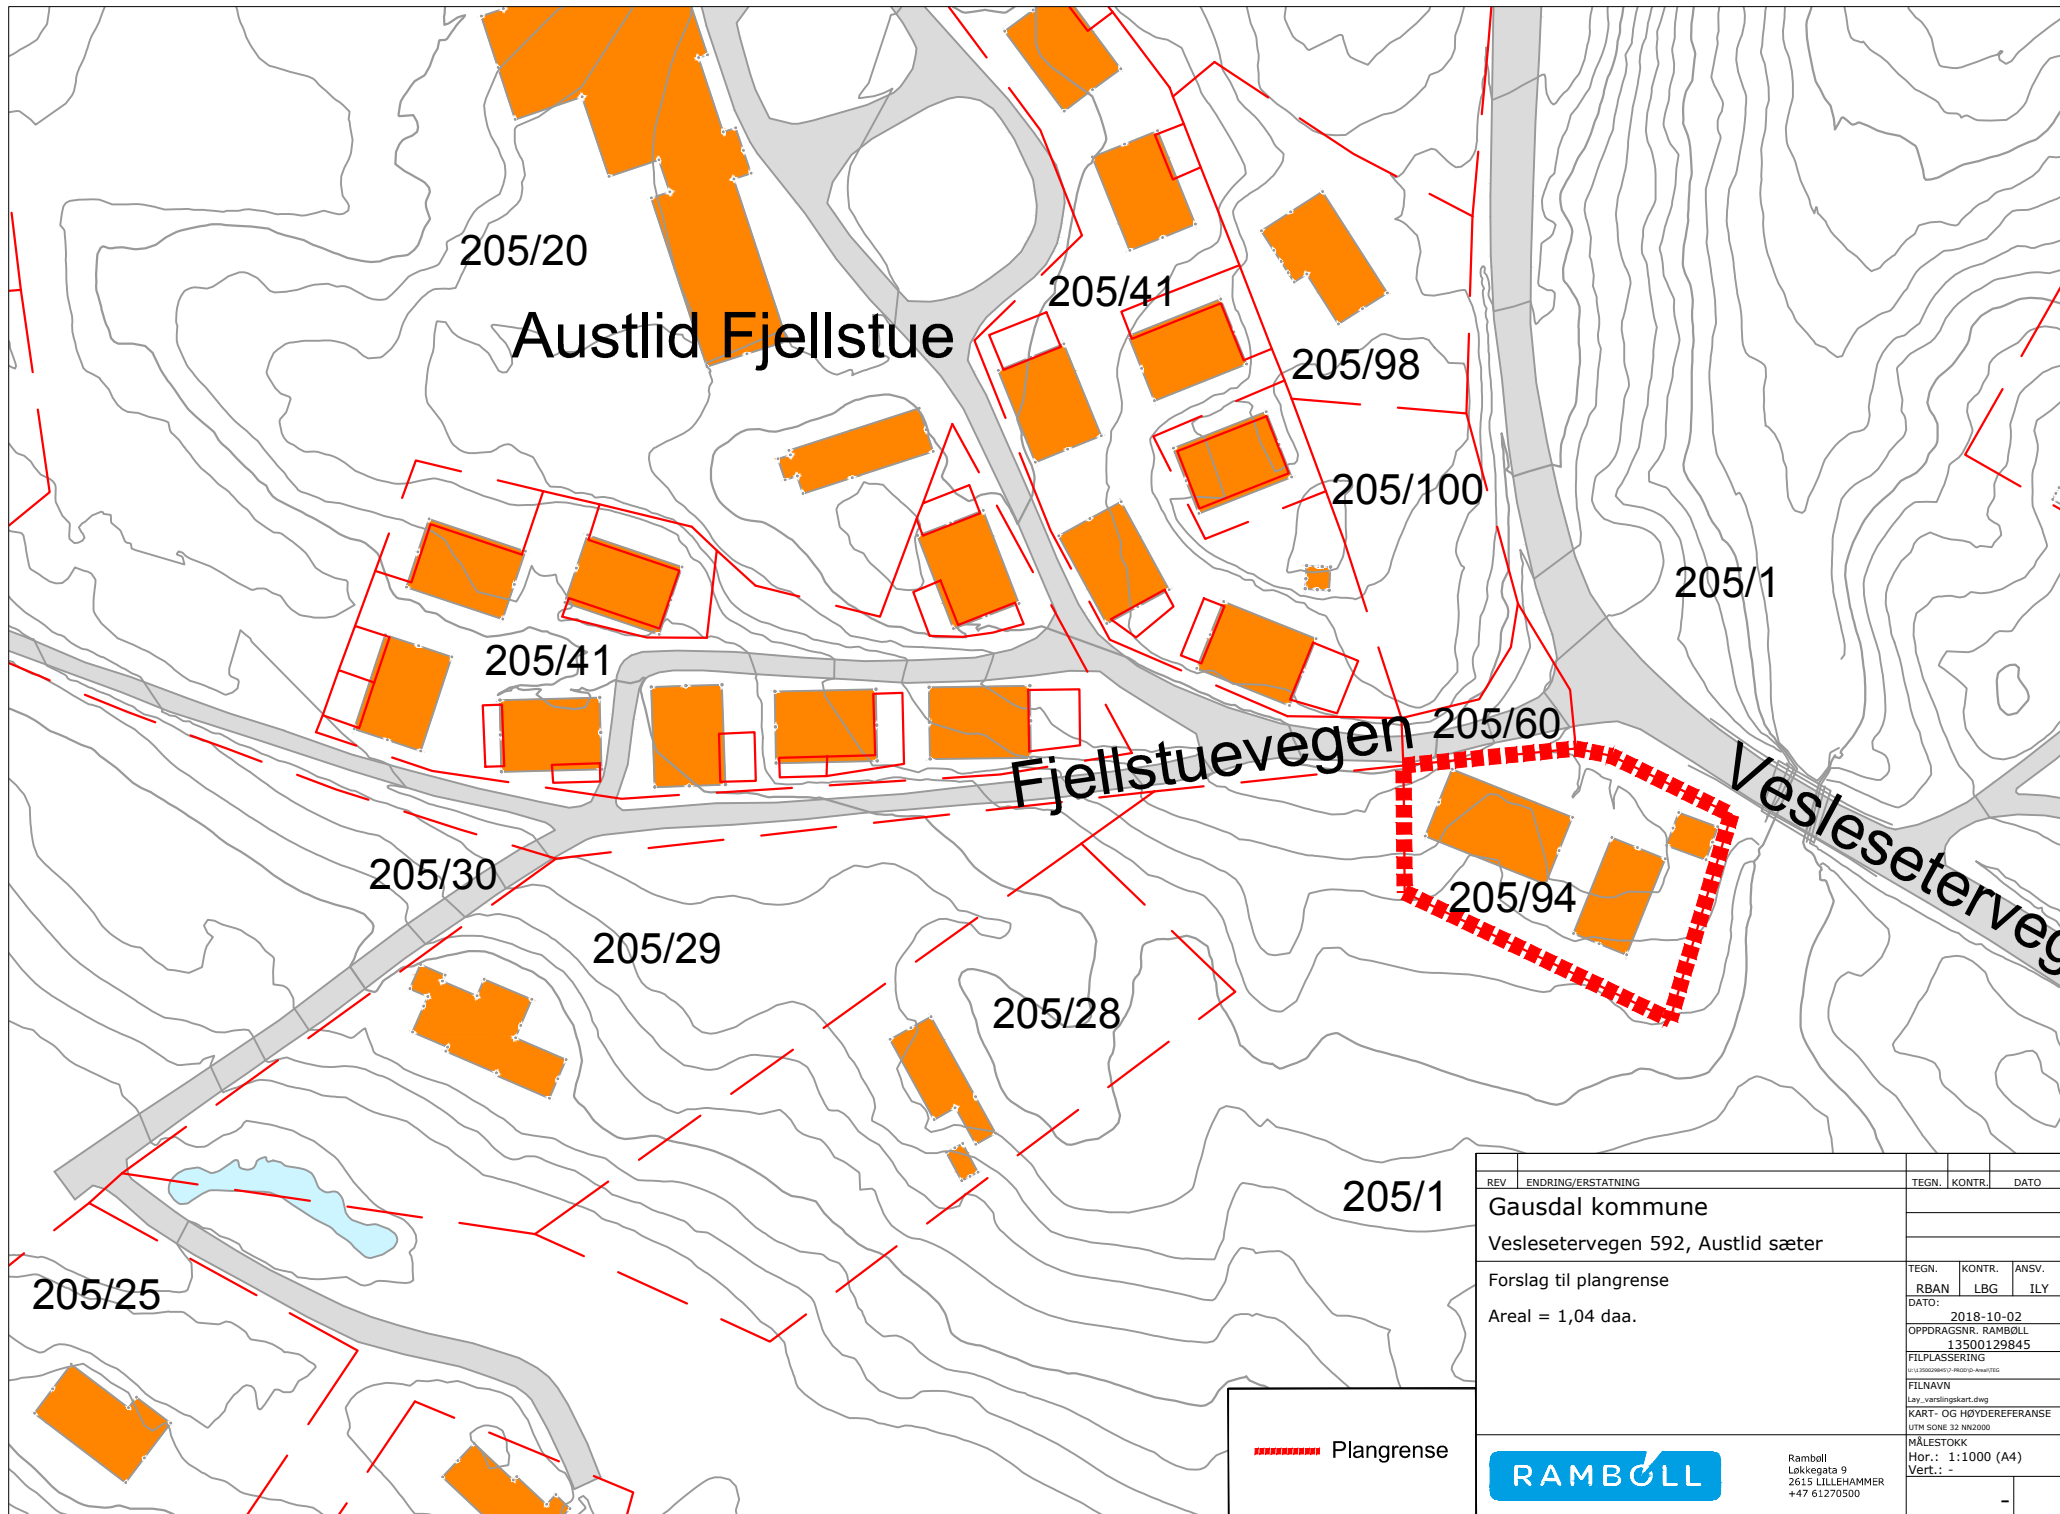 205/20
Austlid Fjellstue
205/41
205/98
205/100
205/1
205/41
205/60
Fjellstuevegen
Vesleseterveg
205/30
205/94
205/29
205/28
205/1
205/25
Plangrense
REV ENDRING/ERSTATNING TEGN. KONTR. DATO
Gausdal kommune
Veslesetervegen 592, Austlid sæter
Forslag til plangrense
Areal = 1,04 daa.
TEGN. KONTR. ANSV.
RBAN LBG ILY
DATO:
2018-10-02
OPPDRAGSNR. RAMBØLL
13500129845
FILPLASSERING
FILNAVN
Lay_varslingskart.dwg
KART- OG HØYDEREFERANSE
UTM SONE 32 NN2000
MÅLESTOKK
Hor.: 1:1000 (A4)
Vert.: -
-
RAMBOLL
Rambøll
Løkkegata 9
2615 LILLEHAMMER
+47 61270500